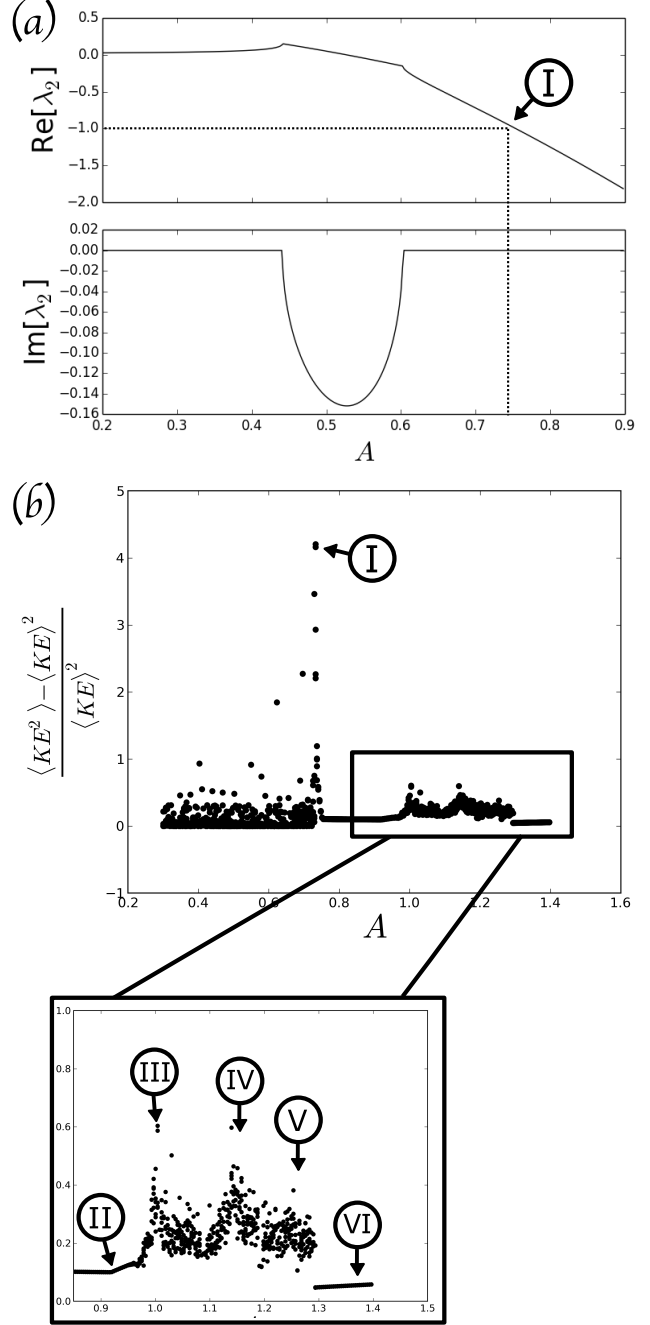 (a)
0.5
0.0
−0.5
−1.0
−1.5
−2.0
Re[λ₂]
I
0.02
0.00
−0.02
−0.04
−0.06
−0.08
−0.10
−0.12
−0.14
−0.16
Im[λ₂]
0.2 0.3 0.4 0.5 0.6 0.7 0.8 0.9
A
(b)
5
4
3
2
1
0
−1
⟨KE²⟩−⟨KE⟩²
⟨KE⟩²
I
0.2 0.4 0.6 0.8 1.0 1.2 1.4 1.6
A
1.0
0.8
0.6
0.4
0.2
0.0
III
IV
V
II
VI
0.9 1.0 1.1 1.2 1.3 1.4 1.5